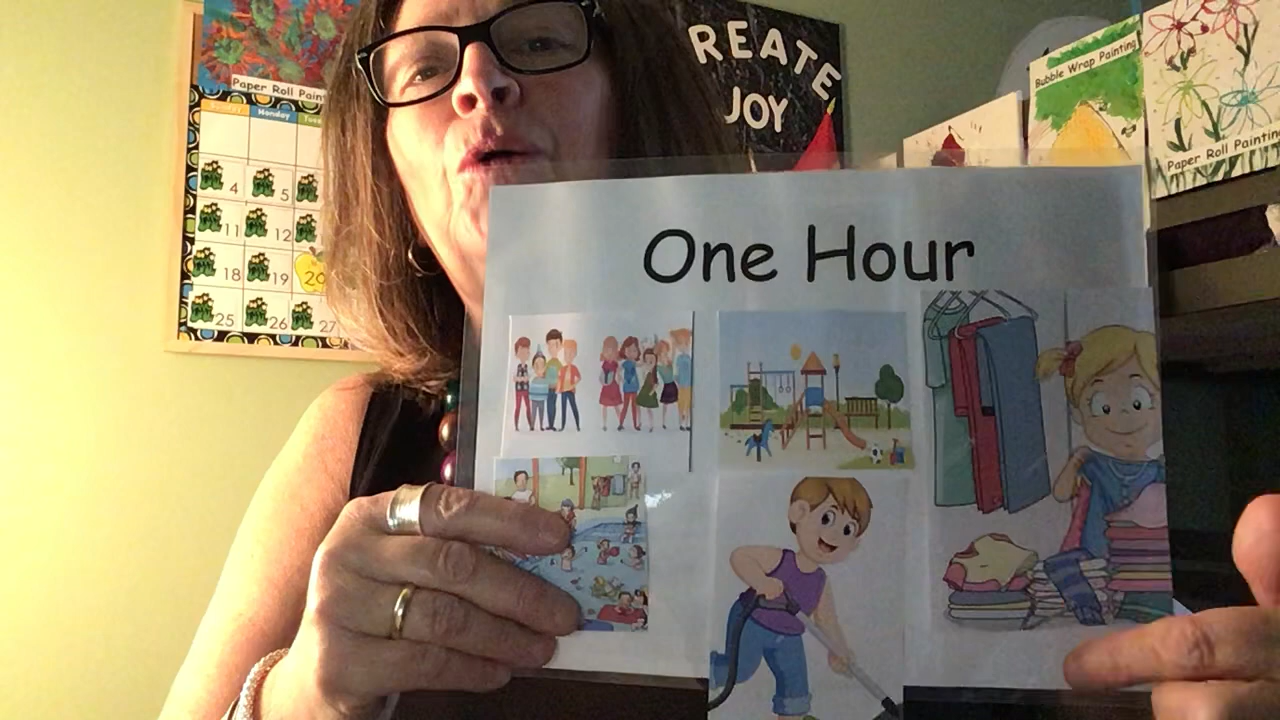 Paper Roll Paint
Monday
4
5
11
12
18
19
20
25
26
27
REATE
JOY
Bubble Wrap Painting
Paper Roll Painting
One Hour